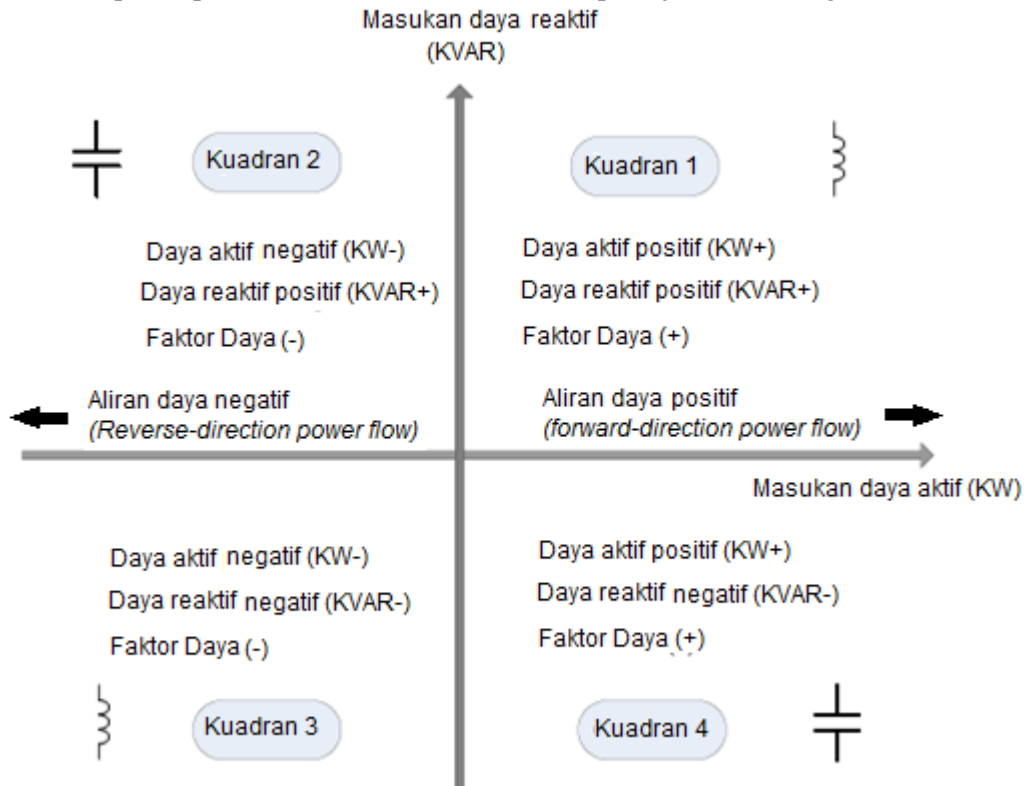 Masukan daya reaktif
(KVAR)
Kuadran 2
Kuadran 1
Daya aktif negatif (KW-)
Daya reaktif positif (KVAR+)
Faktor Daya (-)
Daya aktif positif (KW+)
Daya reaktif positif (KVAR+)
Faktor Daya (+)
Aliran daya negatif
(Reverse-direction power flow)
Aliran daya positif
(forward-direction power flow)
Masukan daya aktif (KW)
Daya aktif negatif (KW-)
Daya reaktif negatif (KVAR-)
Faktor Daya (-)
Daya aktif positif (KW+)
Daya reaktif negatif (KVAR-)
Faktor Daya (+)
Kuadran 3
Kuadran 4